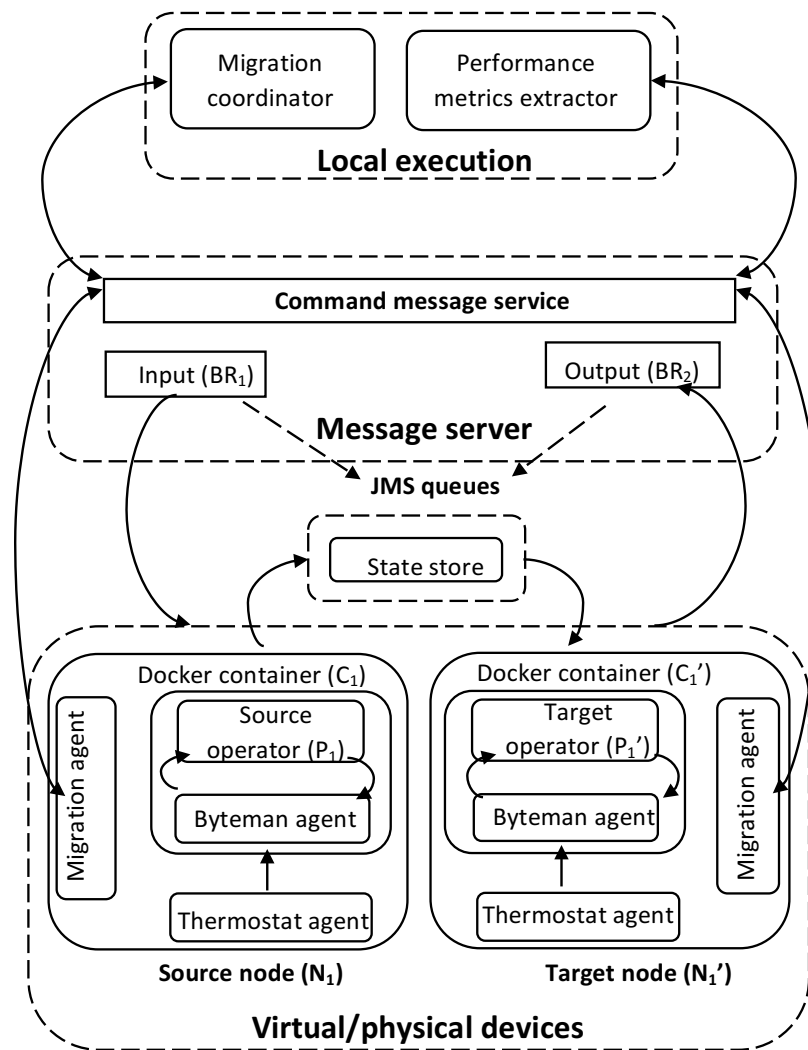 Migration
coordinator
Performance
metrics extractor
Local execution
Command message service
Input (BR₁)
Output (BR₂)
Message server
JMS queues
State store
Docker container (C₁)
Docker container (C₁’)
Migration agent
Source
operator (P₁)
Byteman agent
Thermostat agent
Target
operator (P₁’)
Byteman agent
Thermostat agent
Migration agent
Source node (N₁)
Target node (N₁’)
Virtual/physical devices